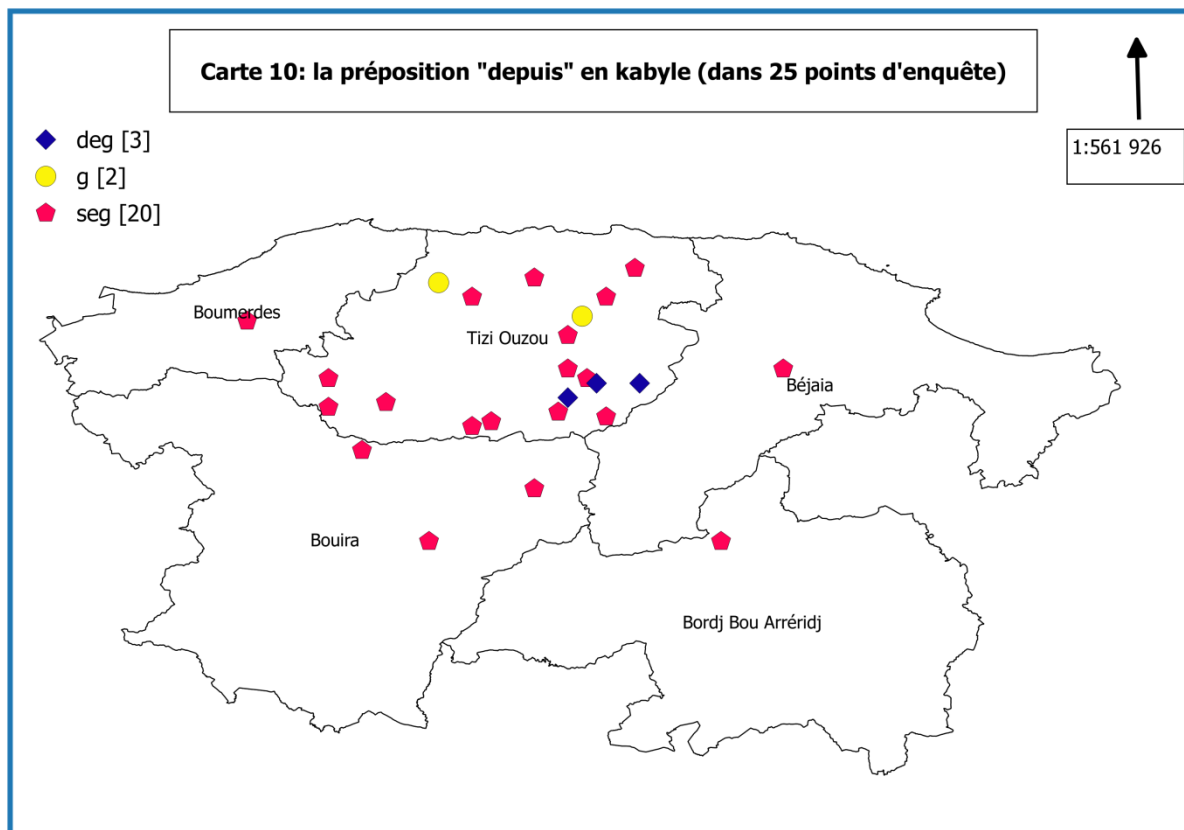 Carte 10: la préposition "depuis" en kabyle (dans 25 points d'enquête)
1:561 926
deg [3]
g [2]
seg [20]
Boumerdes
Tizi Ouzou
Béjaia
Bouira
Bordj Bou Arréridj